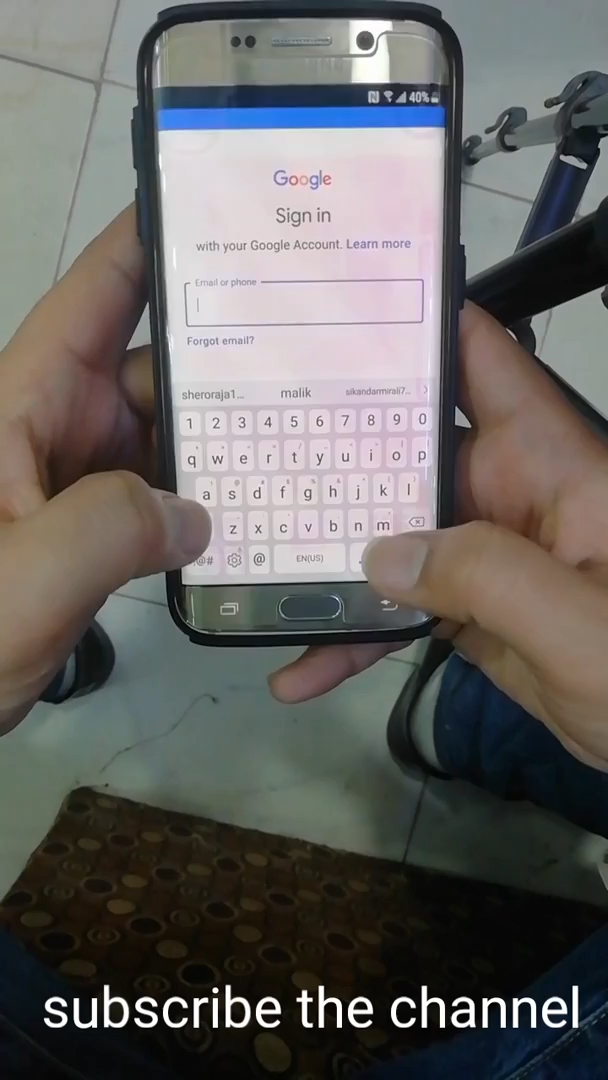 40%
Google
Sign in
with your Google Account. Learn more
Email or phone
Forgot email?
sheroraja1... malik sikandarmirali7...
1 2 3 4 5 6 7 8 9 0
q w e r t y u i o p
a s d f g h j k l
z x c v b n m
@# @ EN(US) .
subscribe the channel